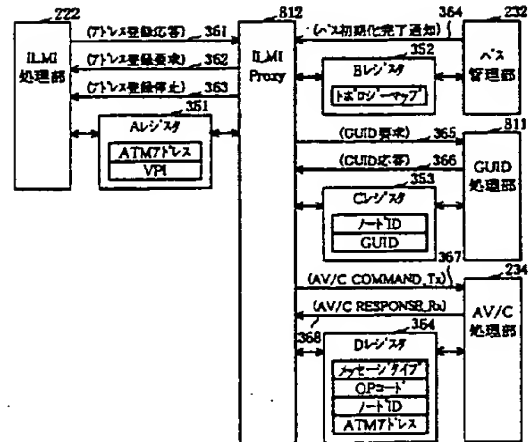 222
812
232
(アドレス登録応答) 361
(アドレス登録要求) 362
(アドレス登録停止) 363
ILMI
処理部
ILMI
Proxy
(バス初期化完了通知) 364
352
Bレジスタ
トポロジーマップ
バス
管理部
351
Aレジスタ
ATMアドレス
VPI
(GUID要求) 365
(GUID応答) 366
811
GUID
処理部
353
Cレジスタ
ノードID
GUID
367
(AV/C COMMAND_Tx)
(AV/C RESPONSE_Rx)
234
AV/C
処理部
368
364
Dレジスタ
メッセージタイプ
OPコード
ノードID
ATMアドレス